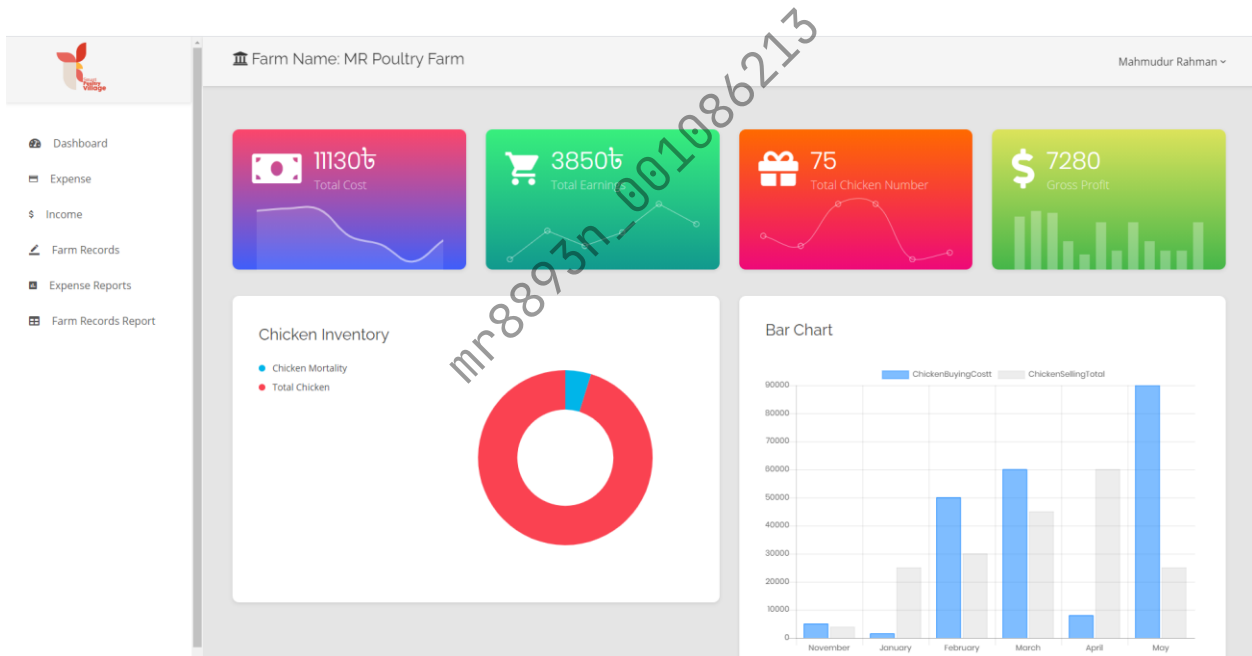 Poultry
Village
Farm Name: MR Poultry Farm
Mahmudur Rahman
Dashboard
Expense
Income
Farm Records
Expense Reports
Farm Records Report
11130৳
Total Cost
3850৳
Total Earnings
75
Total Chicken Number
7280
Gross Profit
mr8893n_001086213
Chicken Inventory
Chicken Mortality
Total Chicken
Bar Chart
ChickenBuyingCostt ChickenSellingTotal
90000
80000
70000
60000
50000
40000
30000
20000
10000
0
November January February March April May